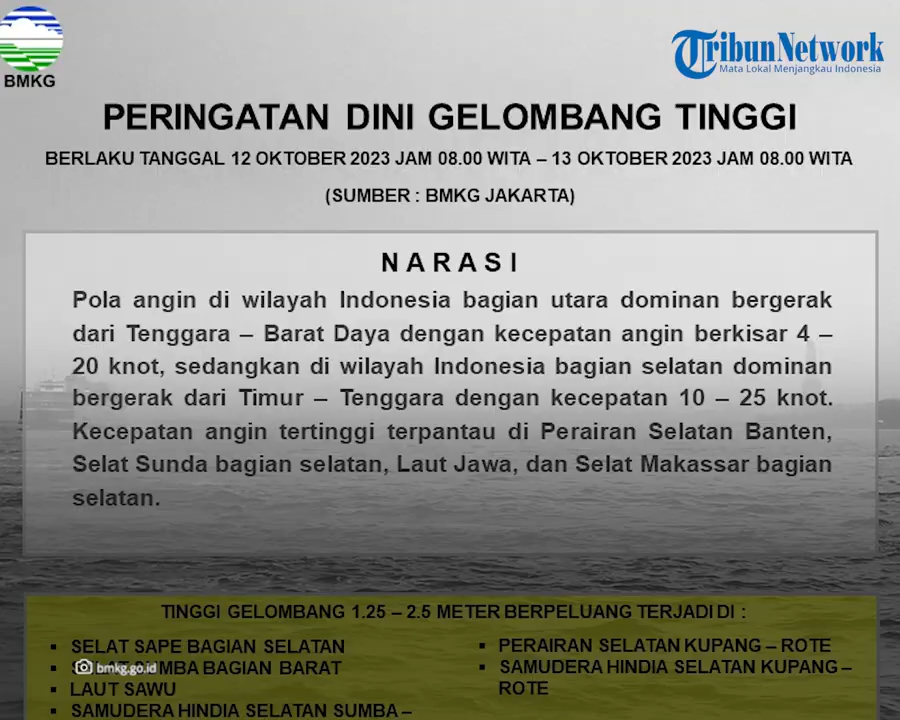 BMKG
TribunNetwork
Mata Lokal Menjangkau Indonesia
PERINGATAN DINI GELOMBANG TINGGI
BERLAKU TANGGAL 12 OKTOBER 2023 JAM 08.00 WITA – 13 OKTOBER 2023 JAM 08.00 WITA
(SUMBER : BMKG JAKARTA)
NARASI
Pola angin di wilayah Indonesia bagian utara dominan bergerak
dari Tenggara – Barat Daya dengan kecepatan angin berkisar 4 –
20 knot, sedangkan di wilayah Indonesia bagian selatan dominan
bergerak dari Timur – Tenggara dengan kecepatan 10 – 25 knot.
Kecepatan angin tertinggi terpantau di Perairan Selatan Banten,
Selat Sunda bagian selatan, Laut Jawa, dan Selat Makassar bagian
selatan.
TINGGI GELOMBANG 1.25 – 2.5 METER BERPELUANG TERJADI DI :
▪ SELAT SAPE BAGIAN SELATAN
▪ BAGIAN BARAT
bmkg.go.id
▪ LAUT SAWU
▪ SAMUDERA HINDIA SELATAN SUMBA –
▪ PERAIRAN SELATAN KUPANG – ROTE
▪ SAMUDERA HINDIA SELATAN KUPANG –
ROTE